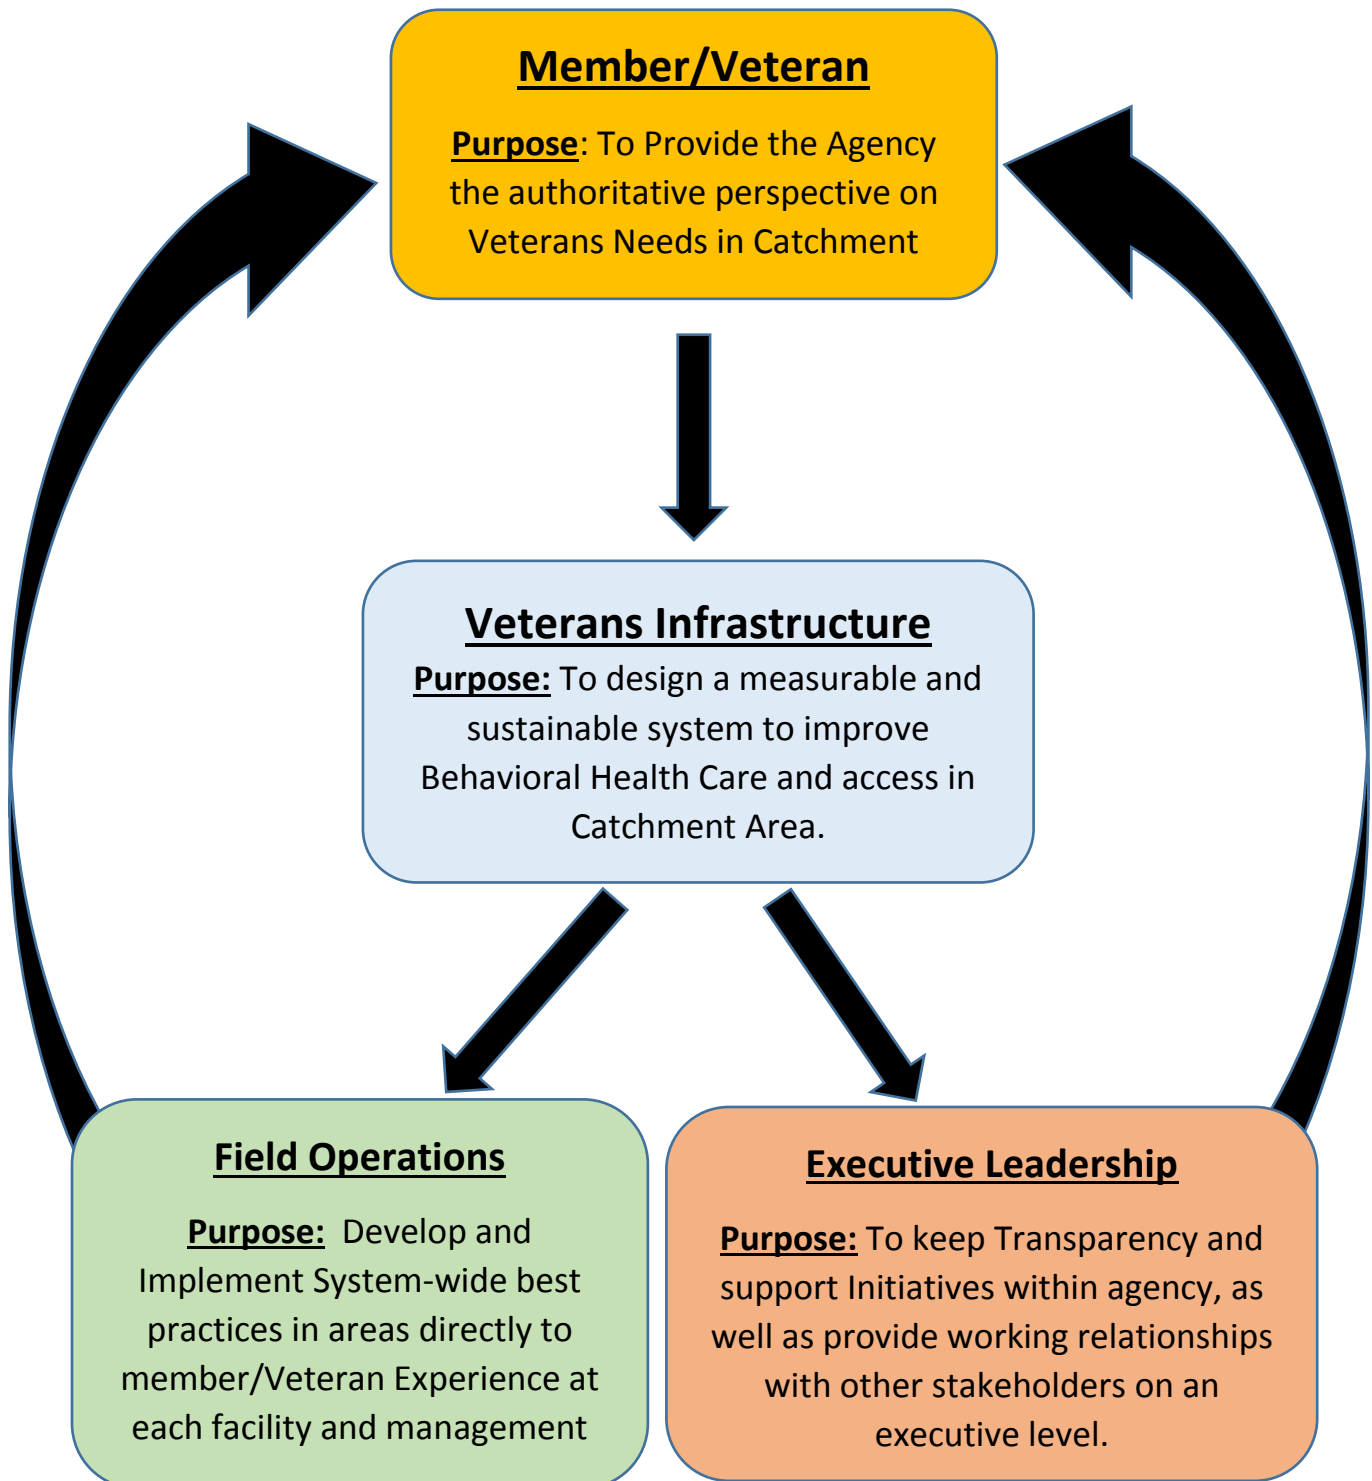 Member/Veteran
Purpose: To Provide the Agency
the authoritative perspective on
Veterans Needs in Catchment
Veterans Infrastructure
Purpose: To design a measurable and
sustainable system to improve
Behavioral Health Care and access in
Catchment Area.
Field Operations
Purpose: Develop and
Implement System-wide best
practices in areas directly to
member/Veteran Experience at
each facility and management
Executive Leadership
Purpose: To keep Transparency and
support Initiatives within agency, as
well as provide working relationships
with other stakeholders on an
executive level.